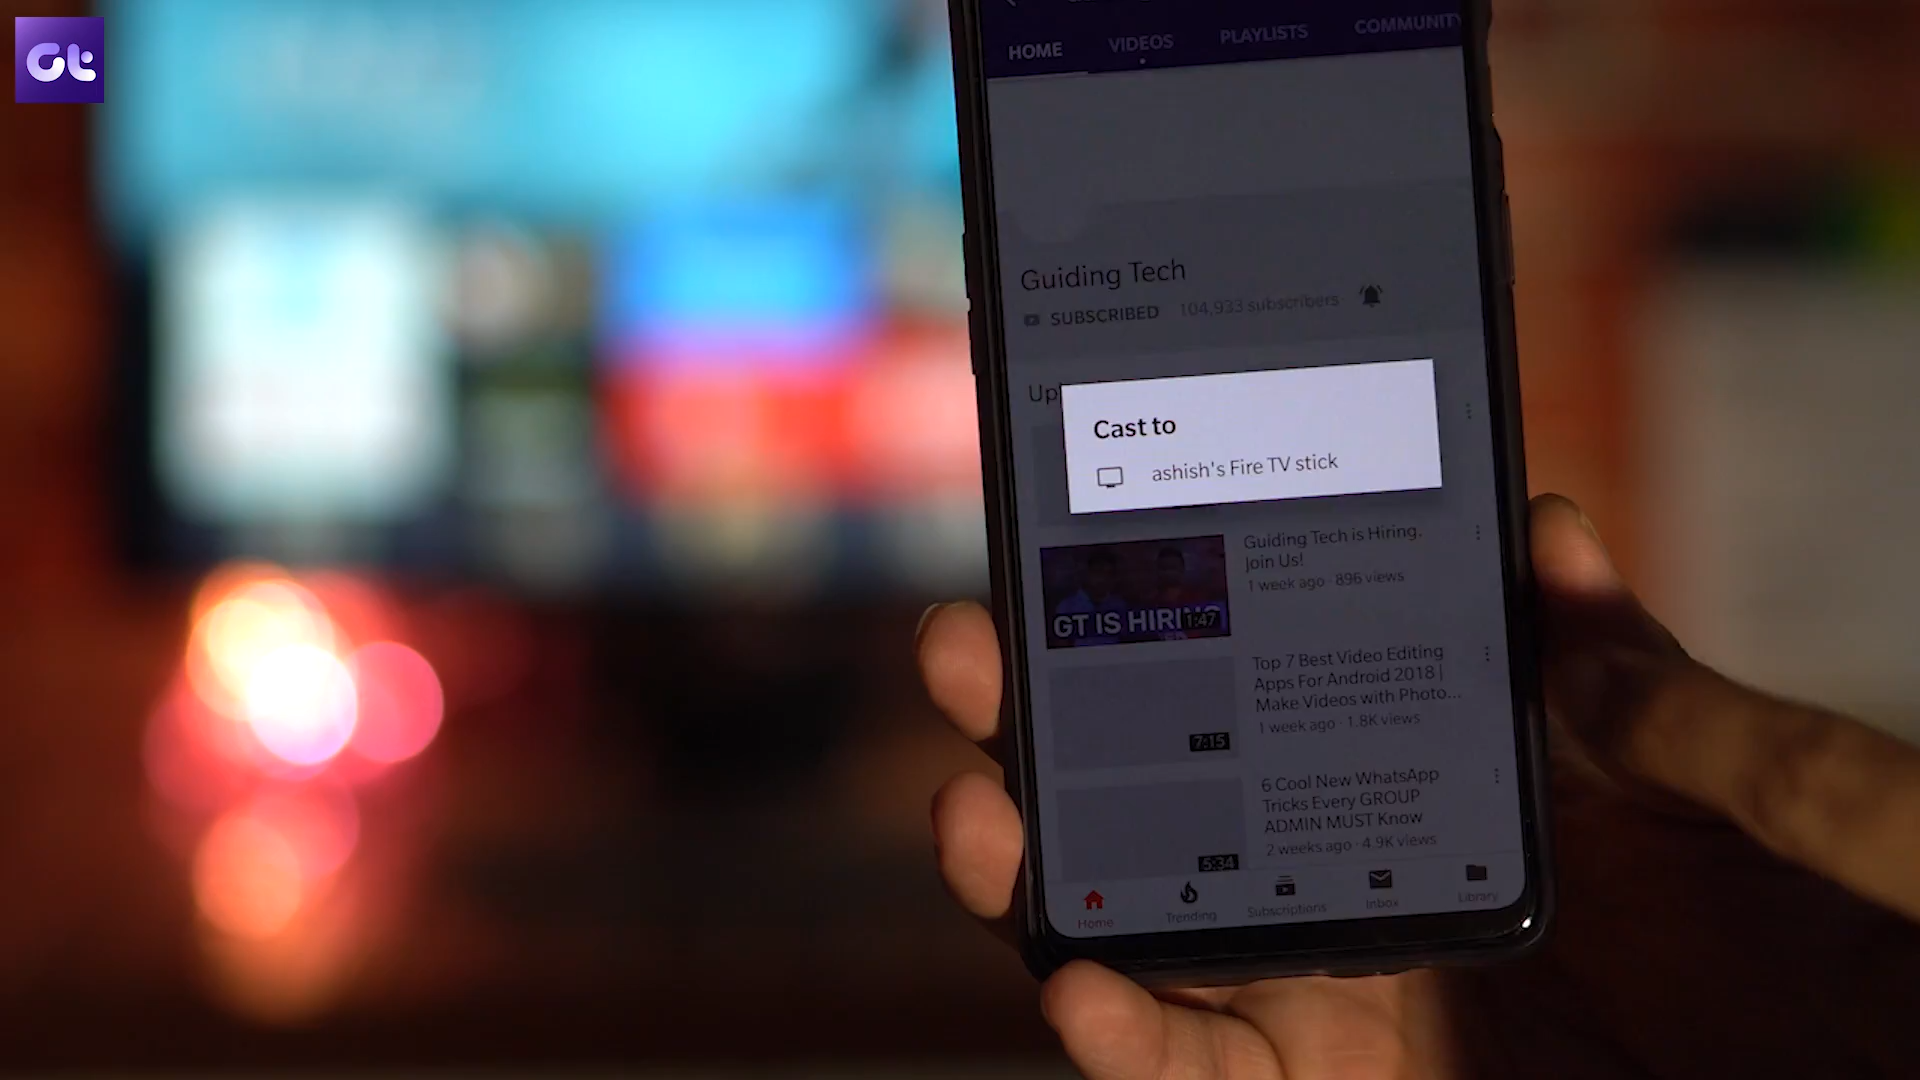 Gt
HOME VIDEOS PLAYLISTS COMMUNITY
Guiding Tech
SUBSCRIBED 104,933 subscribers
Up
Cast to
ashish's Fire TV stick
Guiding Tech is Hiring.
Join Us!
1 week ago · 896 views
GT IS HIRING
1:47
Top 7 Best Video Editing
Apps For Android 2018 |
Make Videos with Photo...
1 week ago · 1.8K views
7:15
6 Cool New WhatsApp
Tricks Every GROUP
ADMIN MUST Know
2 weeks ago · 4.9K views
5:34
Home Trending Subscriptions Inbox Library